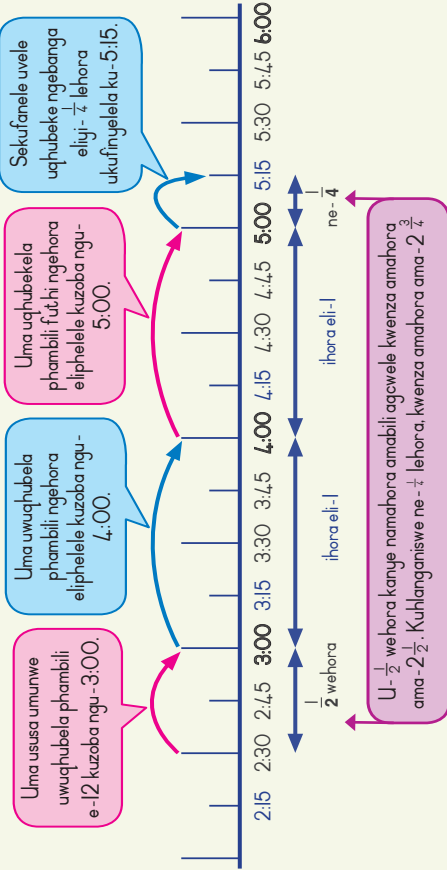 Uma ususa umunwe
uwuqhubela phambili
e-12 kuzoba ngu-3:00.
Uma uwuqhubela
phambili ngehora
eliphelele kuzoba ngu-
4:00.
Uma uqhubekela
phambili futhi ngehora
eliphelele kuzoba ngu-
5:00.
Sekufanele uvele
uqhubeke ngebanga
eliyi-1/4 lehora
ukufinyelela ku-5:15.
2:15 2:30 2:45 3:00 3:15 3:30 3:45 4:00 4:15 4:30 4:45 5:00 5:15 5:30 5:45 6:00
1/2 wehora
ihora eli-1
ihora eli-1
ne-1/4
U-1/2 wehora kanye namahora amabili agcwele kwenza amahora
ama-2 1/2. Kuhlanganiswe ne-1/4 lehora, kwenza amahora ama-2 3/4.